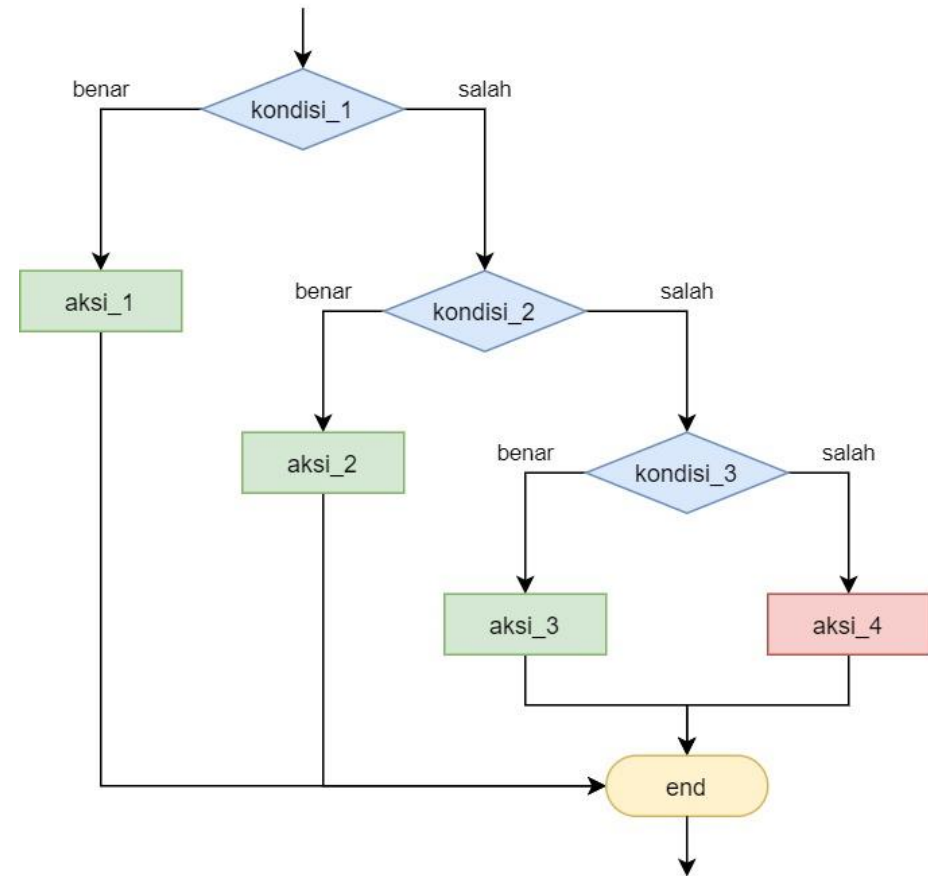 benar
salah
kondisi_1
aksi_1
benar
salah
kondisi_2
aksi_2
benar
salah
kondisi_3
aksi_3
aksi_4
end